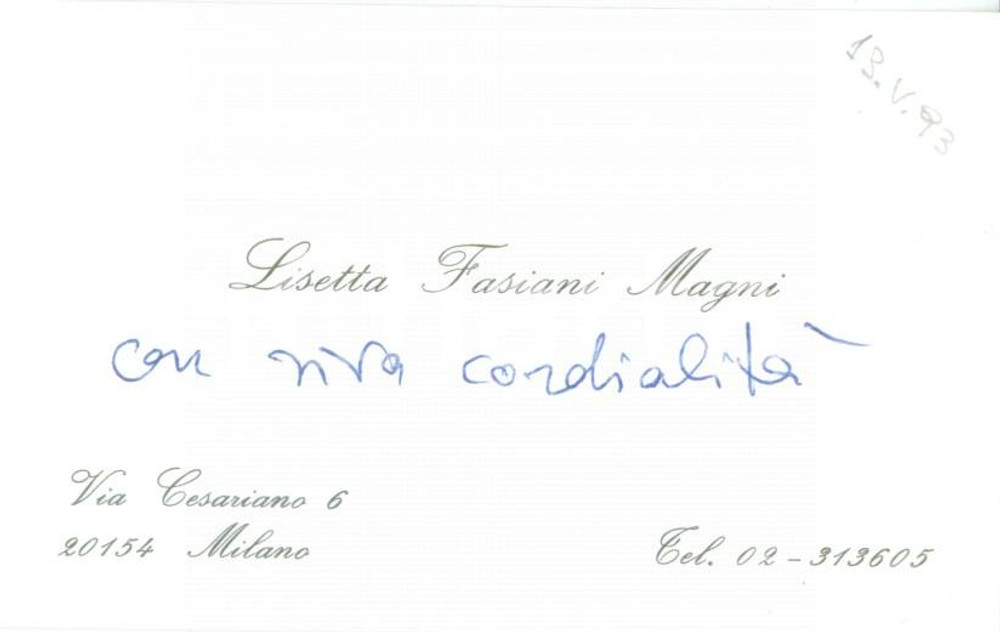 13.V.93
Lisetta Fasiani Magni
con viva cordialità
Via Cesariano 6
20154 Milano
Tel. 02-313605